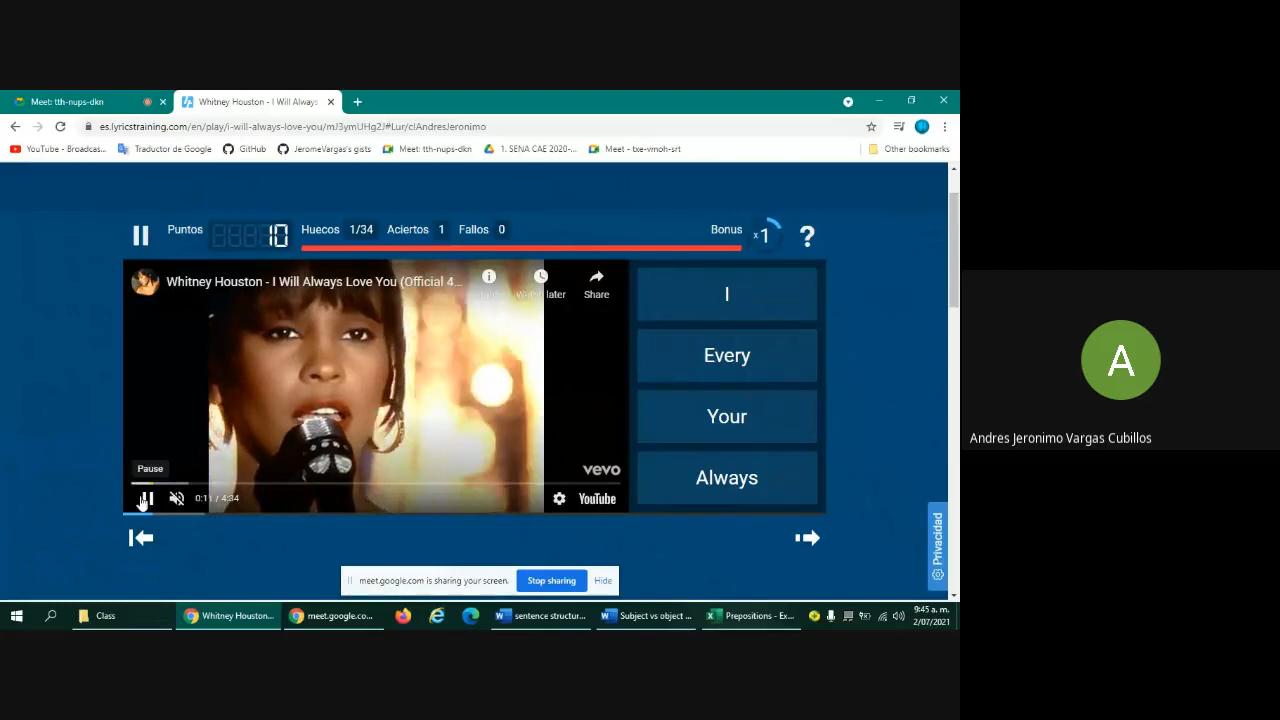 Meet: tth-nups-dkn
Whitney Houston - I Will Always
es.lyricstraining.com/en/play/i-will-always-love-you/mJ3ymUHg2J#Lur/c/AndresJeronimo
YouTube - Broadcas...
Traductor de Google
GitHub
JeromeVargas's gists
Meet: tth-nups-dkn
1. SENA CAE 2020-...
Meet - txe-vmoh-srt
Other bookmarks
Puntos
10
Huecos 1/34
Aciertos 1
Fallos 0
Bonus
x1
?
Whitney Houston - I Will Always Love You (Official 4...
later
Share
I
Every
Your
Always
Pause
vevo
0:11 / 4:34
YouTube
Privacidad
meet.google.com is sharing your screen.
Stop sharing
Hide
A
Andres Jeronimo Vargas Cubillos
Class
Whitney Houston...
meet.google.co...
sentence structur...
Subject vs object ...
Prepositions - Ex...
9:45 a. m.
2/07/2021